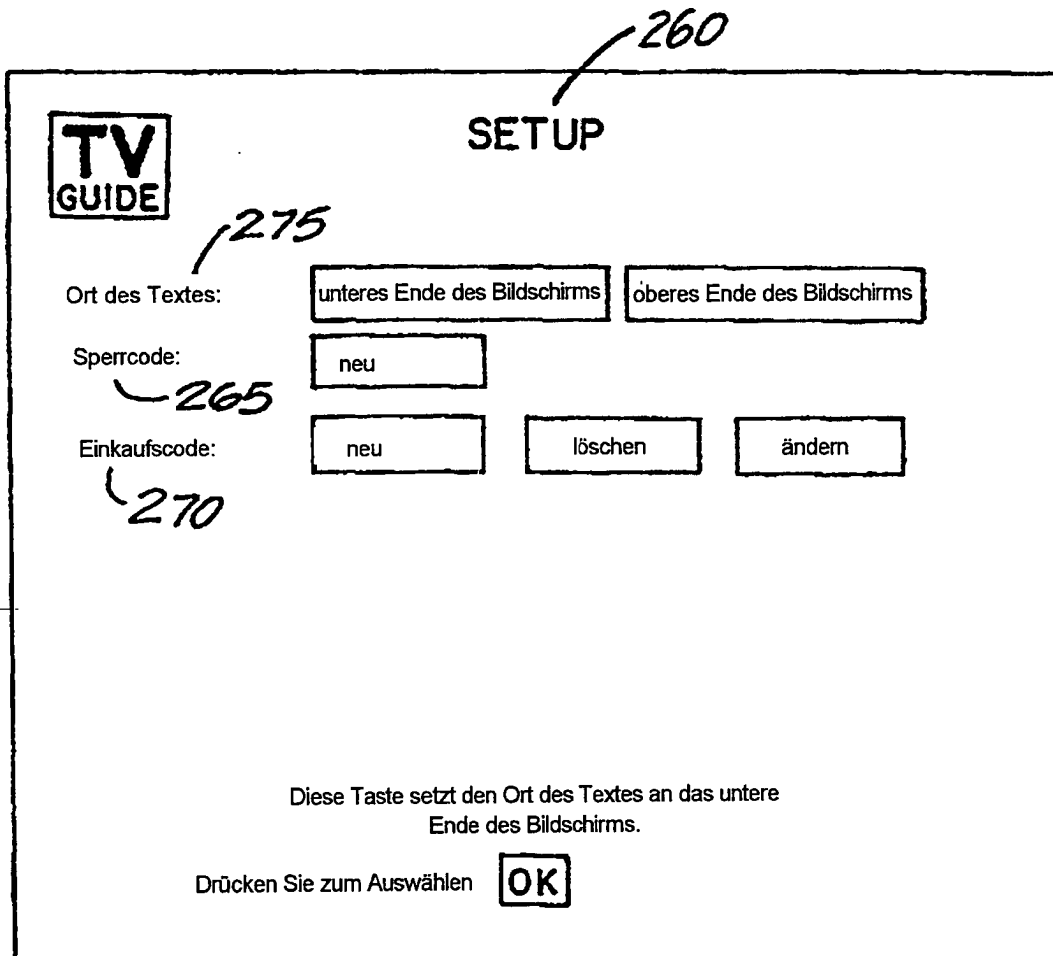 260
SETUP
TV
GUIDE
275
Ort des Textes: unteres Ende des Bildschirms oberes Ende des Bildschirms
Sperrcode: neu
265
Einkaufscode: neu löschen ändern
270
Diese Taste setzt den Ort des Textes an das untere
Ende des Bildschirms.
Drücken Sie zum Auswählen OK